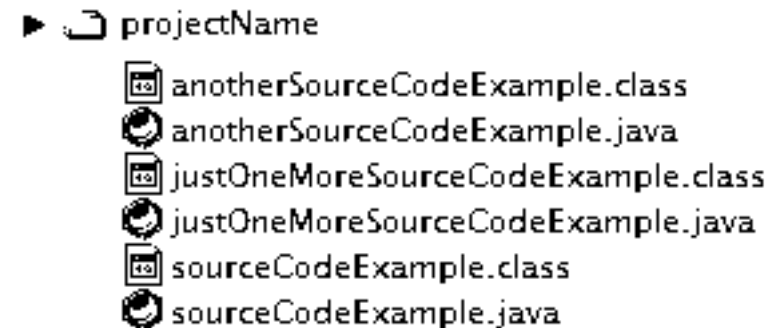 projectName
anotherSourceCodeExample.class
anotherSourceCodeExample.java
justOneMoreSourceCodeExample.class
justOneMoreSourceCodeExample.java
sourceCodeExample.class
sourceCodeExample.java